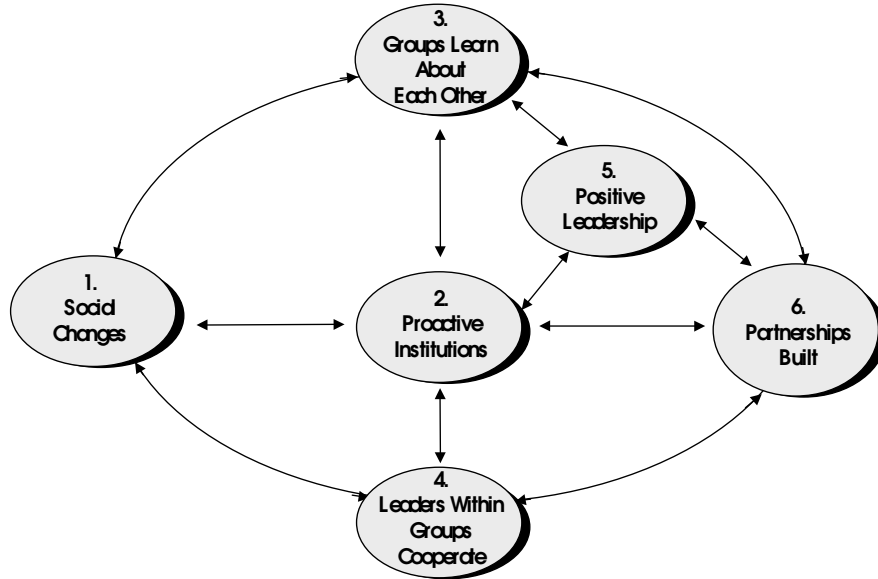 3.
Groups Learn
About
Each Other
5.
Positive
Leadership
1.
Social
Changes
2.
Proactive
Institutions
6.
Partnerships
Built
4.
Leaders Within
Groups
Cooperate